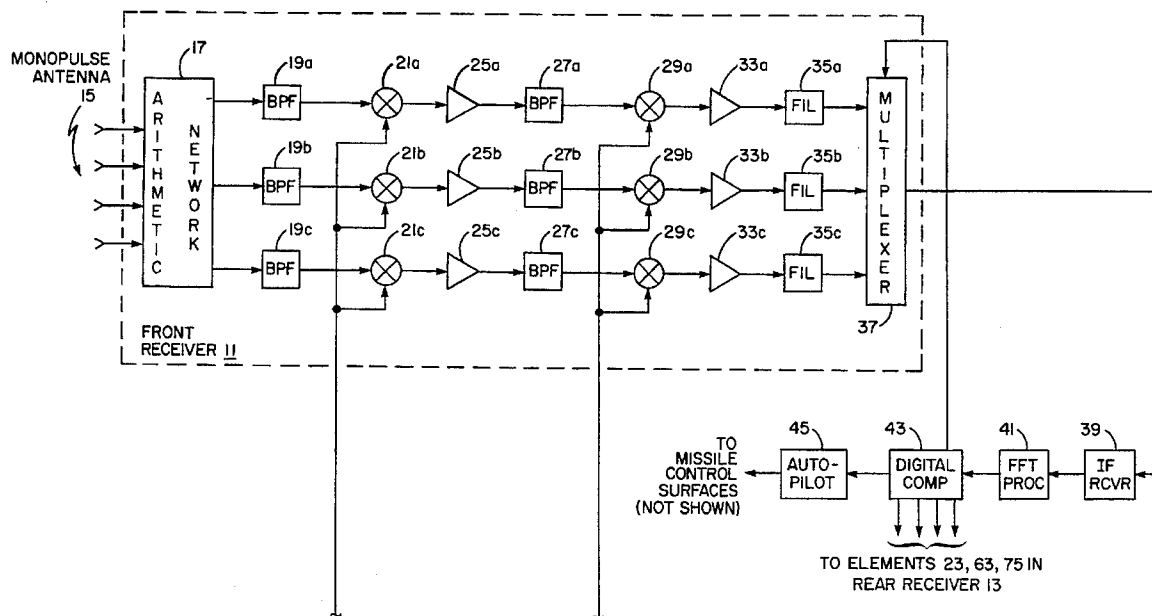 MONOPULSE
ANTENNA
15
17
ARITHMETIC
NETWORK
19a
21a
25a
27a
29a
33a
35a
BPF
BPF
FIL
19b
21b
25b
27b
29b
33b
35b
BPF
BPF
FIL
19c
21c
25c
27c
29c
33c
35c
BPF
BPF
FIL
MULTIPLEXER
37
FRONT
RECEIVER 11
TO
MISSILE
CONTROL
SURFACES
(NOT SHOWN)
45
AUTO-
PILOT
43
DIGITAL
COMP
41
FFT
PROC
39
IF
RCVR
TO ELEMENTS 23, 63, 75 IN
REAR RECEIVER 13